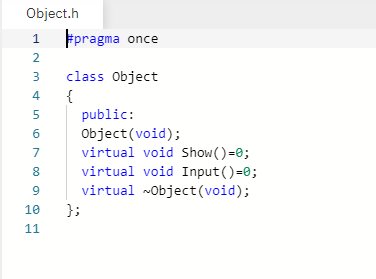 Object.h
1 #pragma once
2
3 class Object
4 {
5 public:
6 Object(void);
7 virtual void Show()=0;
8 virtual void Input()=0;
9 virtual ~Object(void);
10 };
11